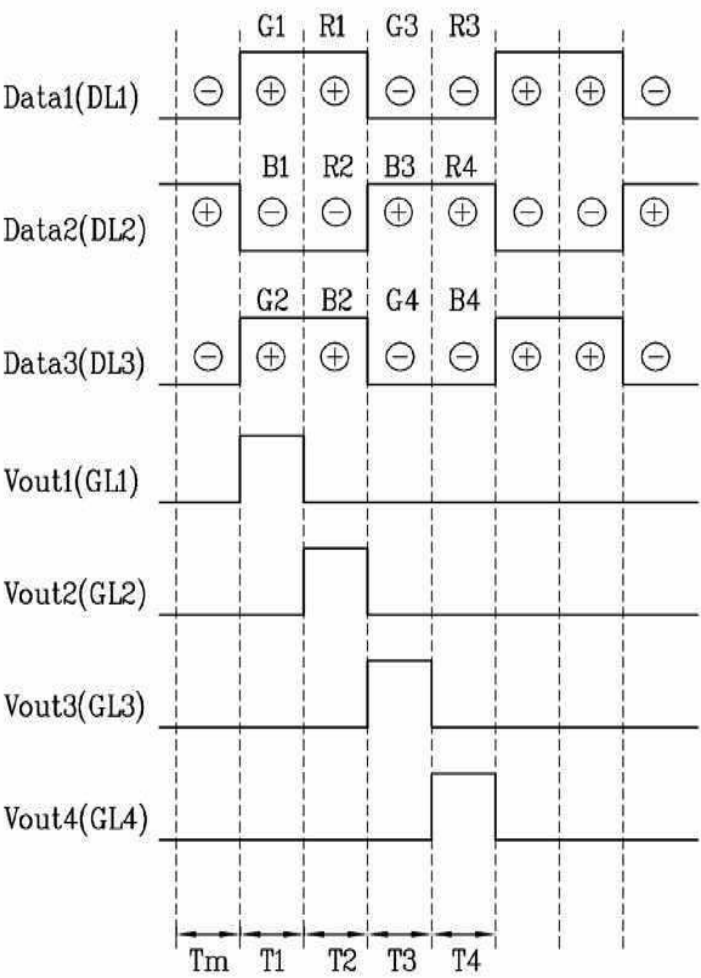 G1 R1 G3 R3
Data1(DL1) ⊖ ⊕ ⊕ ⊖ ⊖ ⊕ ⊕ ⊖
B1 R2 B3 R4
Data2(DL2) ⊕ ⊖ ⊖ ⊕ ⊕ ⊖ ⊖ ⊕
G2 B2 G4 B4
Data3(DL3) ⊖ ⊕ ⊕ ⊖ ⊖ ⊕ ⊕ ⊖
Vout1(GL1)
Vout2(GL2)
Vout3(GL3)
Vout4(GL4)
Tm T1 T2 T3 T4